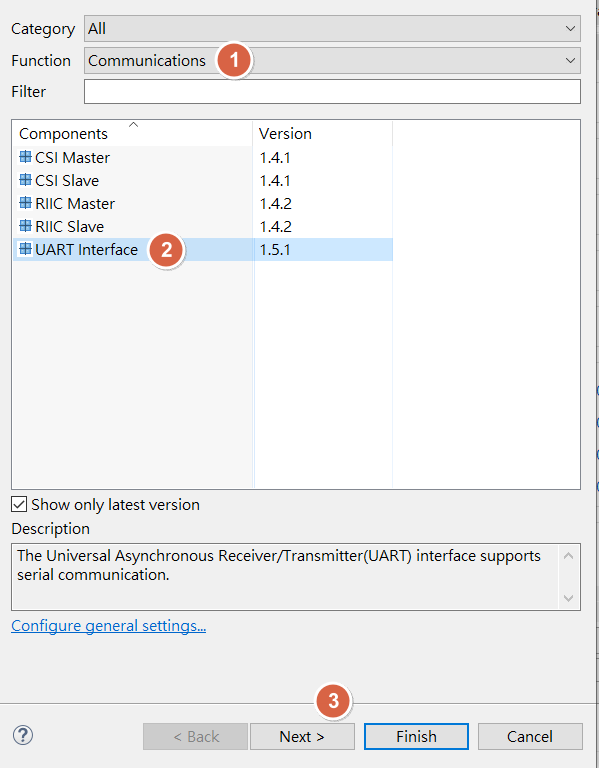 Category All
Function Communications 1
Filter
Components Version
CSI Master 1.4.1
CSI Slave 1.4.1
RIIC Master 1.4.2
RIIC Slave 1.4.2
UART Interface 2 1.5.1
Show only latest version
Description
The Universal Asynchronous Receiver/Transmitter(UART) interface supports
serial communication.
Configure general settings...
3
? < Back Next > Finish Cancel